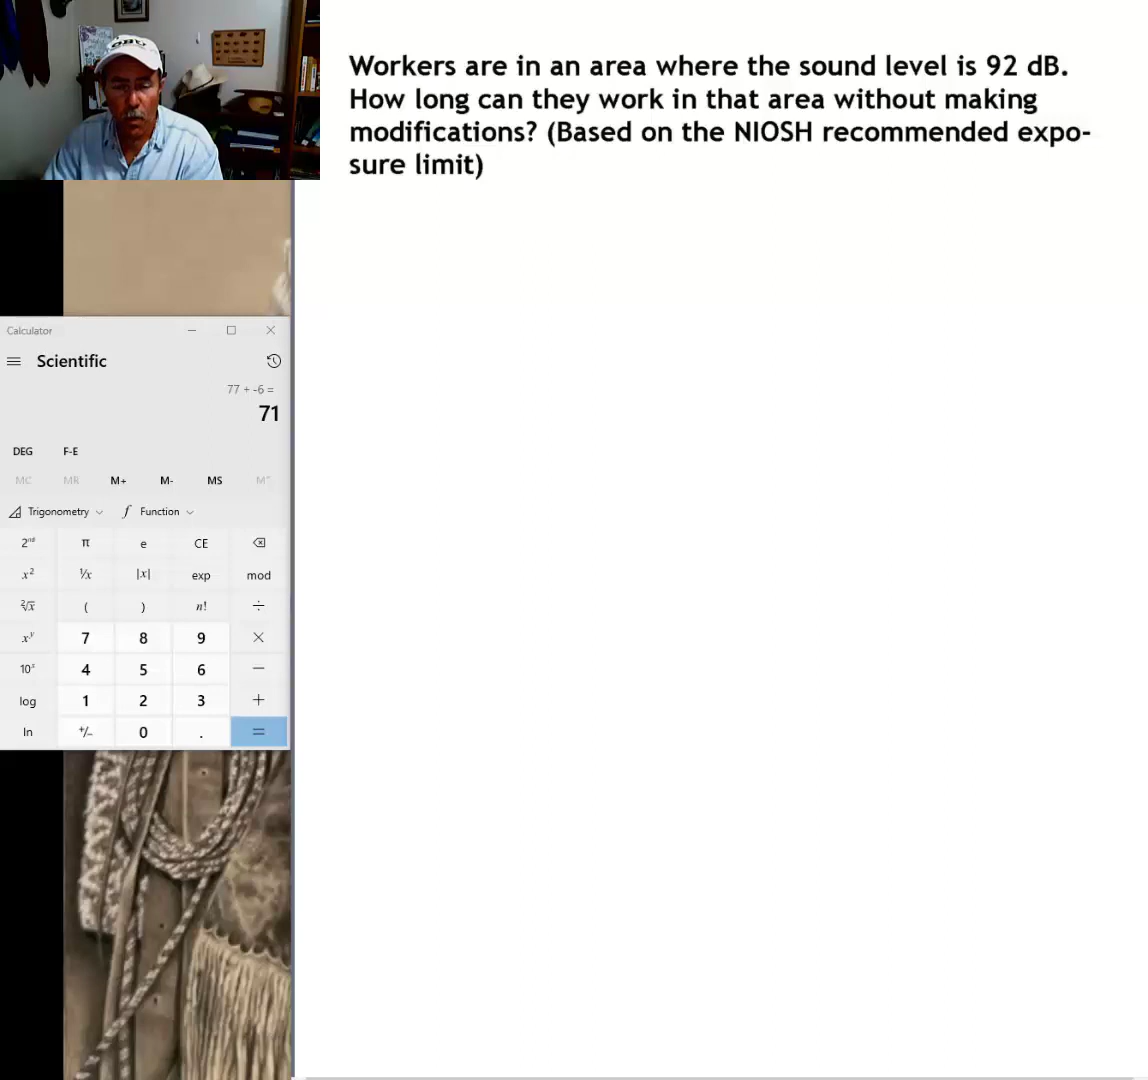 Workers are in an area where the sound level is 92 dB.
How long can they work in that area without making
modifications? (Based on the NIOSH recommended expo-
sure limit)
Calculator
Scientific
77 + -6 =
71
DEG F-E
MC MR M+ M- MS M˅
Trigonometry f Function
2ⁿᵈ π e CE
x² ¹/x |x| exp mod
²√x ( ) n! ÷
xʸ 7 8 9 ×
10ˣ 4 5 6 −
log 1 2 3 +
ln +/- 0 . =